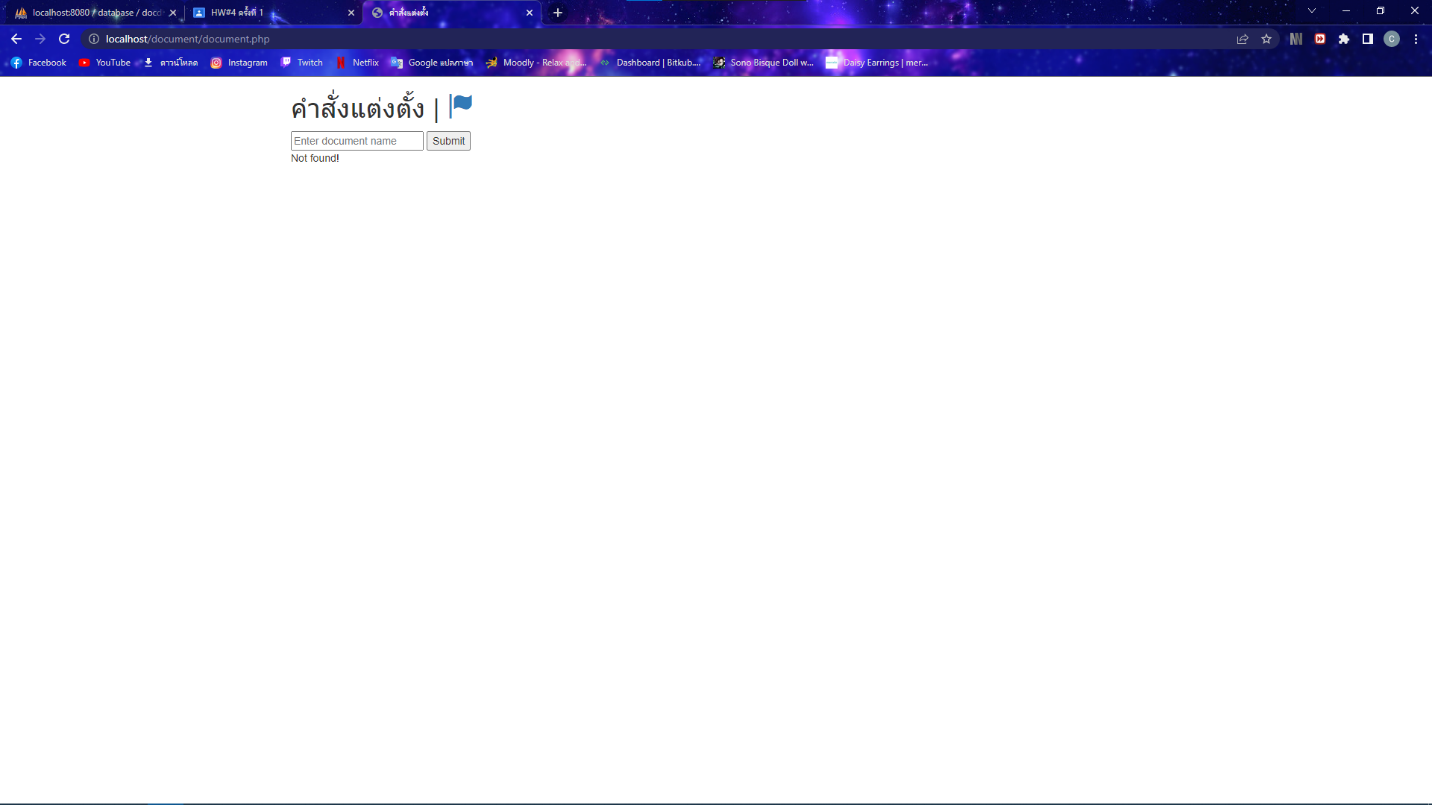 localhost:8080 / database / docd
HW#4 ครั้งที่ 1
คำสั่งแต่งตั้ง
localhost/document/document.php
C
Facebook
YouTube
ดาวน์โหลด
Instagram
Twitch
Netflix
Google แปลภาษา
Moodly - Relax and...
Dashboard | Bitkub....
Sono Bisque Doll w...
Daisy Earrings | mer...
คำสั่งแต่งตั้ง |
Enter document name Submit
Not found!